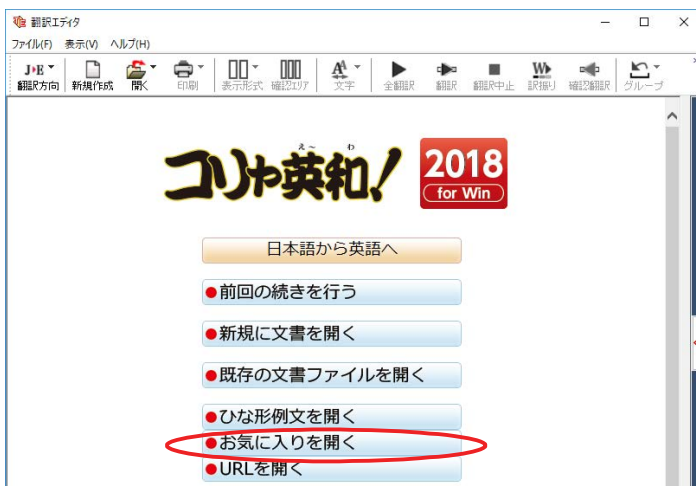 翻訳エディタ
ファイル(F) 表示(V) ヘルプ(H)
J▶E
翻訳方向 新規作成 開く 印刷 表示形式 確認エリア 文字 全翻訳 翻訳 翻訳中止 訳振り 確認翻訳 グループ
え〜 わ
コリャ英和!
2018
for Win
日本語から英語へ
●前回の続きを行う
●新規に文書を開く
●既存の文書ファイルを開く
●ひな形例文を開く
●お気に入りを開く
●URLを開く